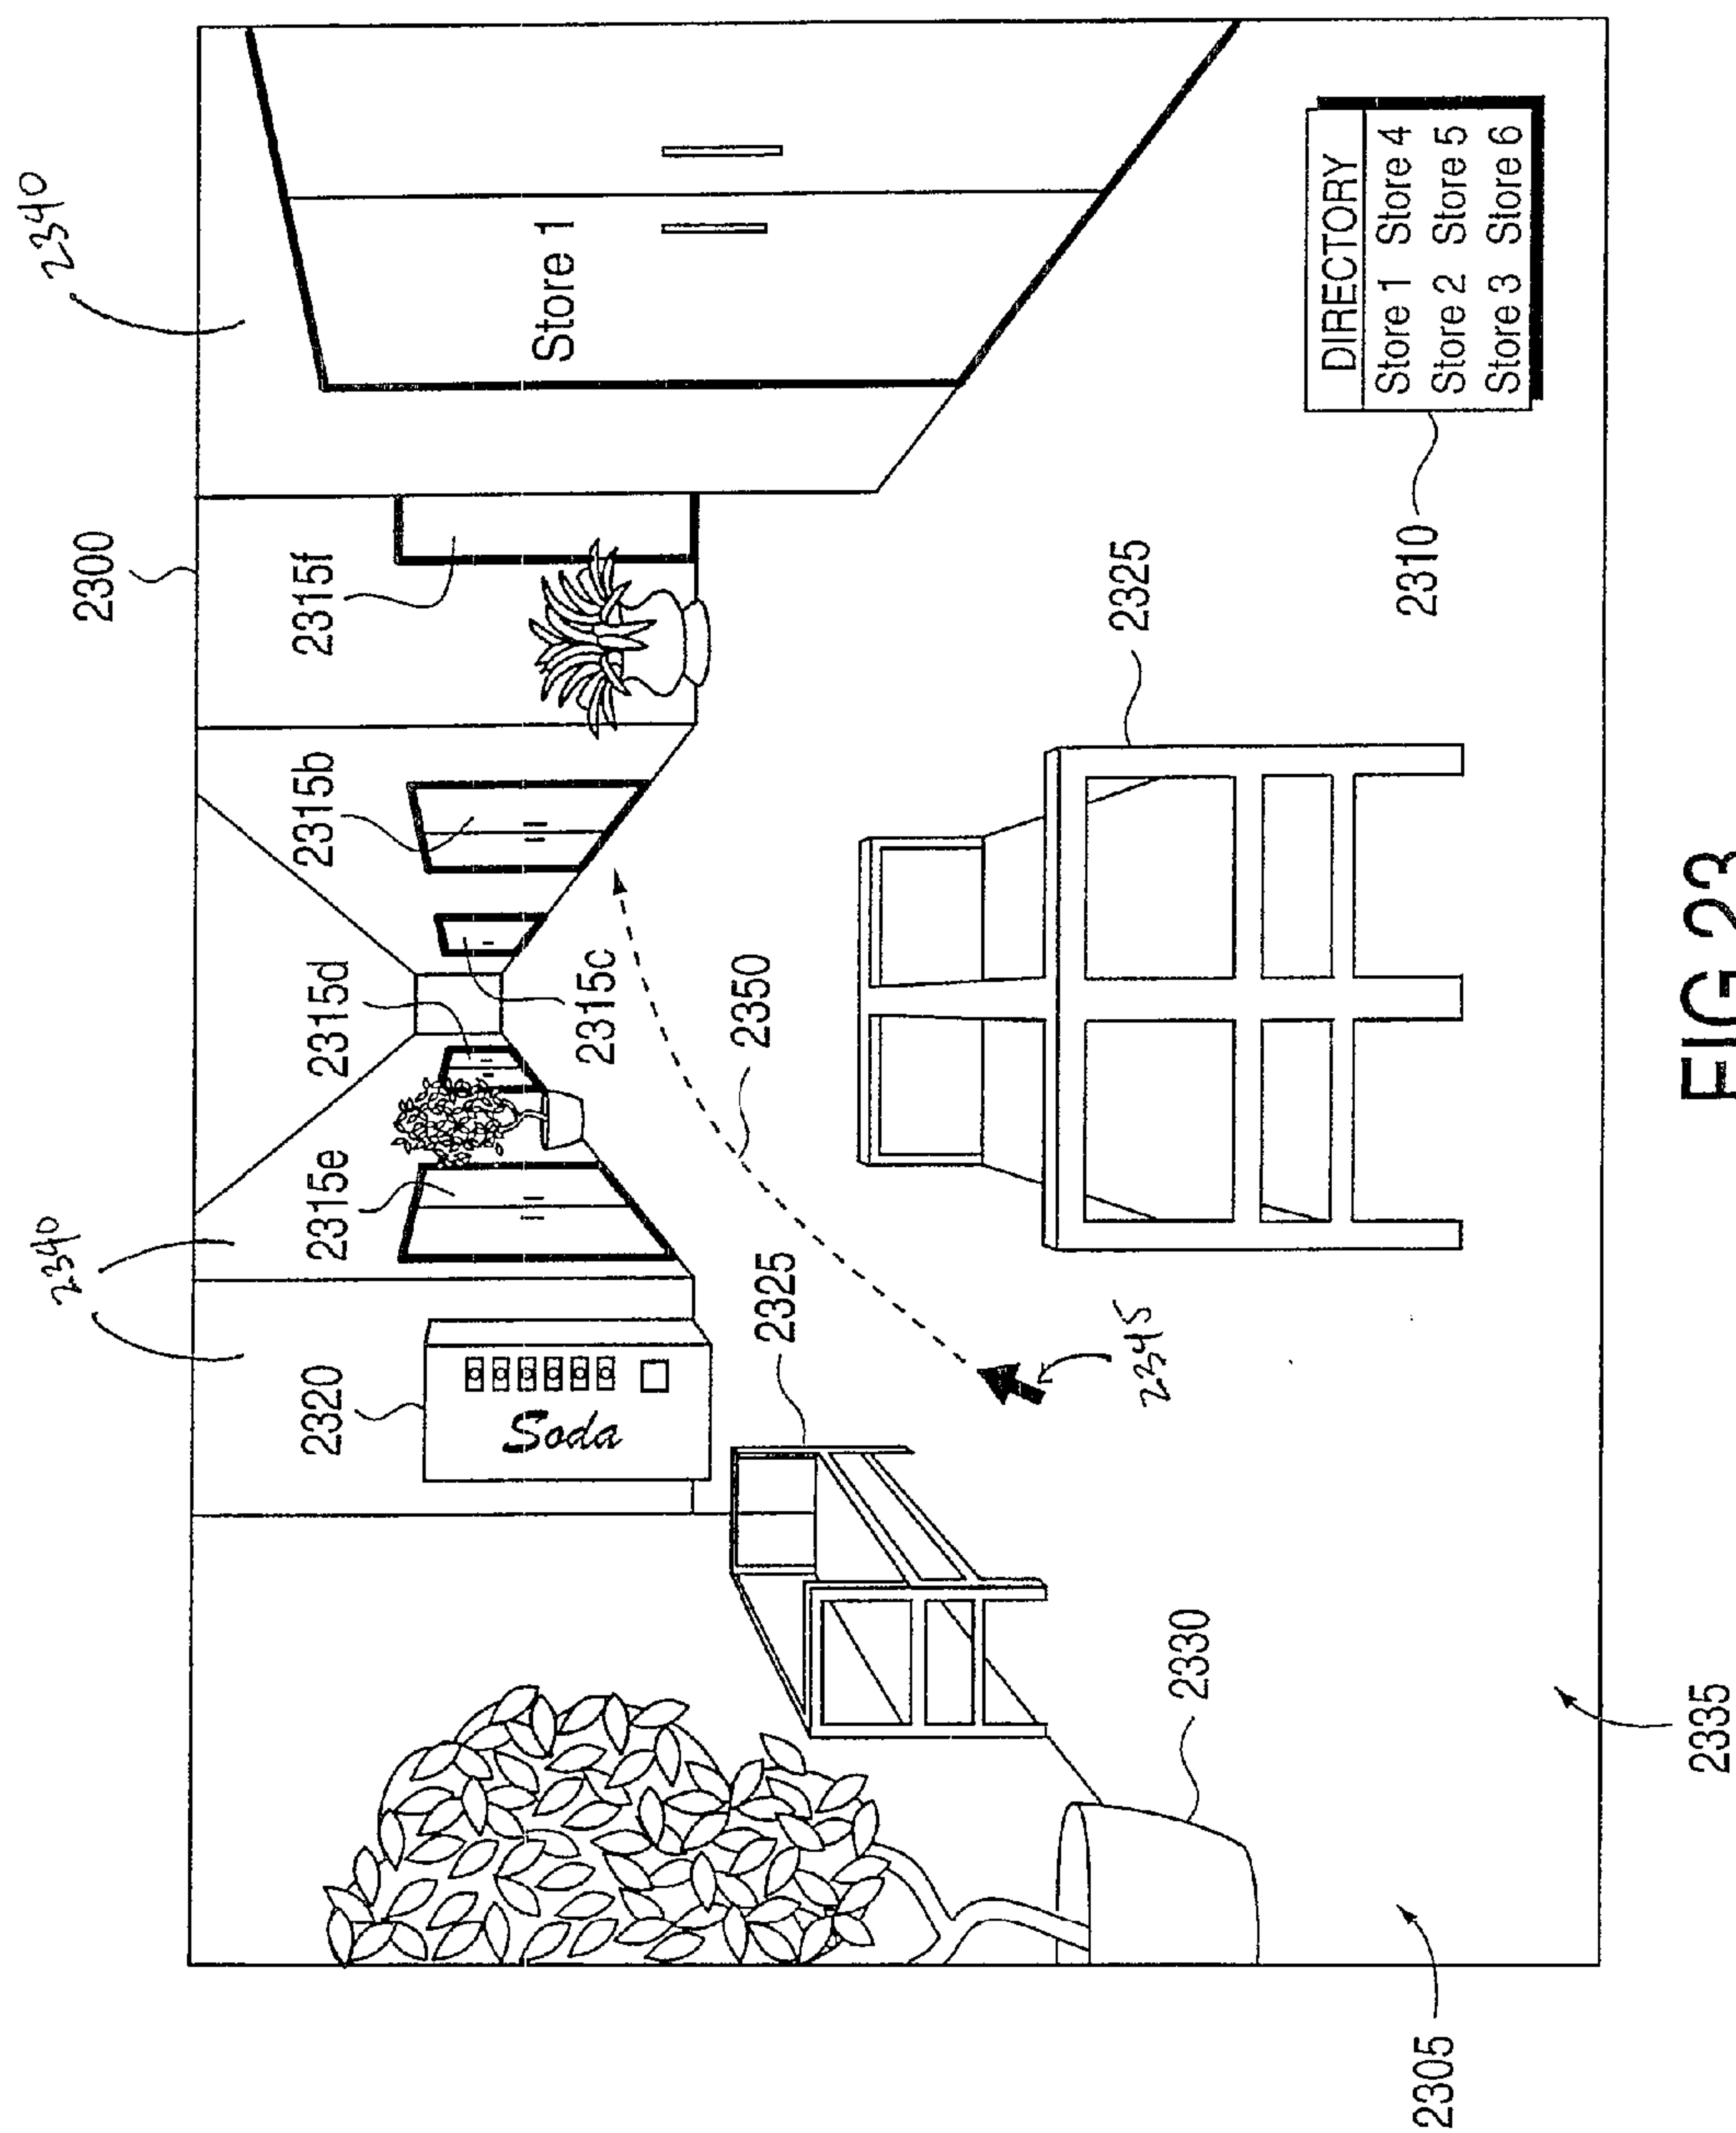 2340
2300
2340
2320
2315e
2315d
2315b
2315f
Store 1
Soda
2325
2315c
2350
2345
2325
2330
2310
DIRECTORY
Store 1 Store 4
Store 2 Store 5
Store 3 Store 6
2305
2335
FIG 23